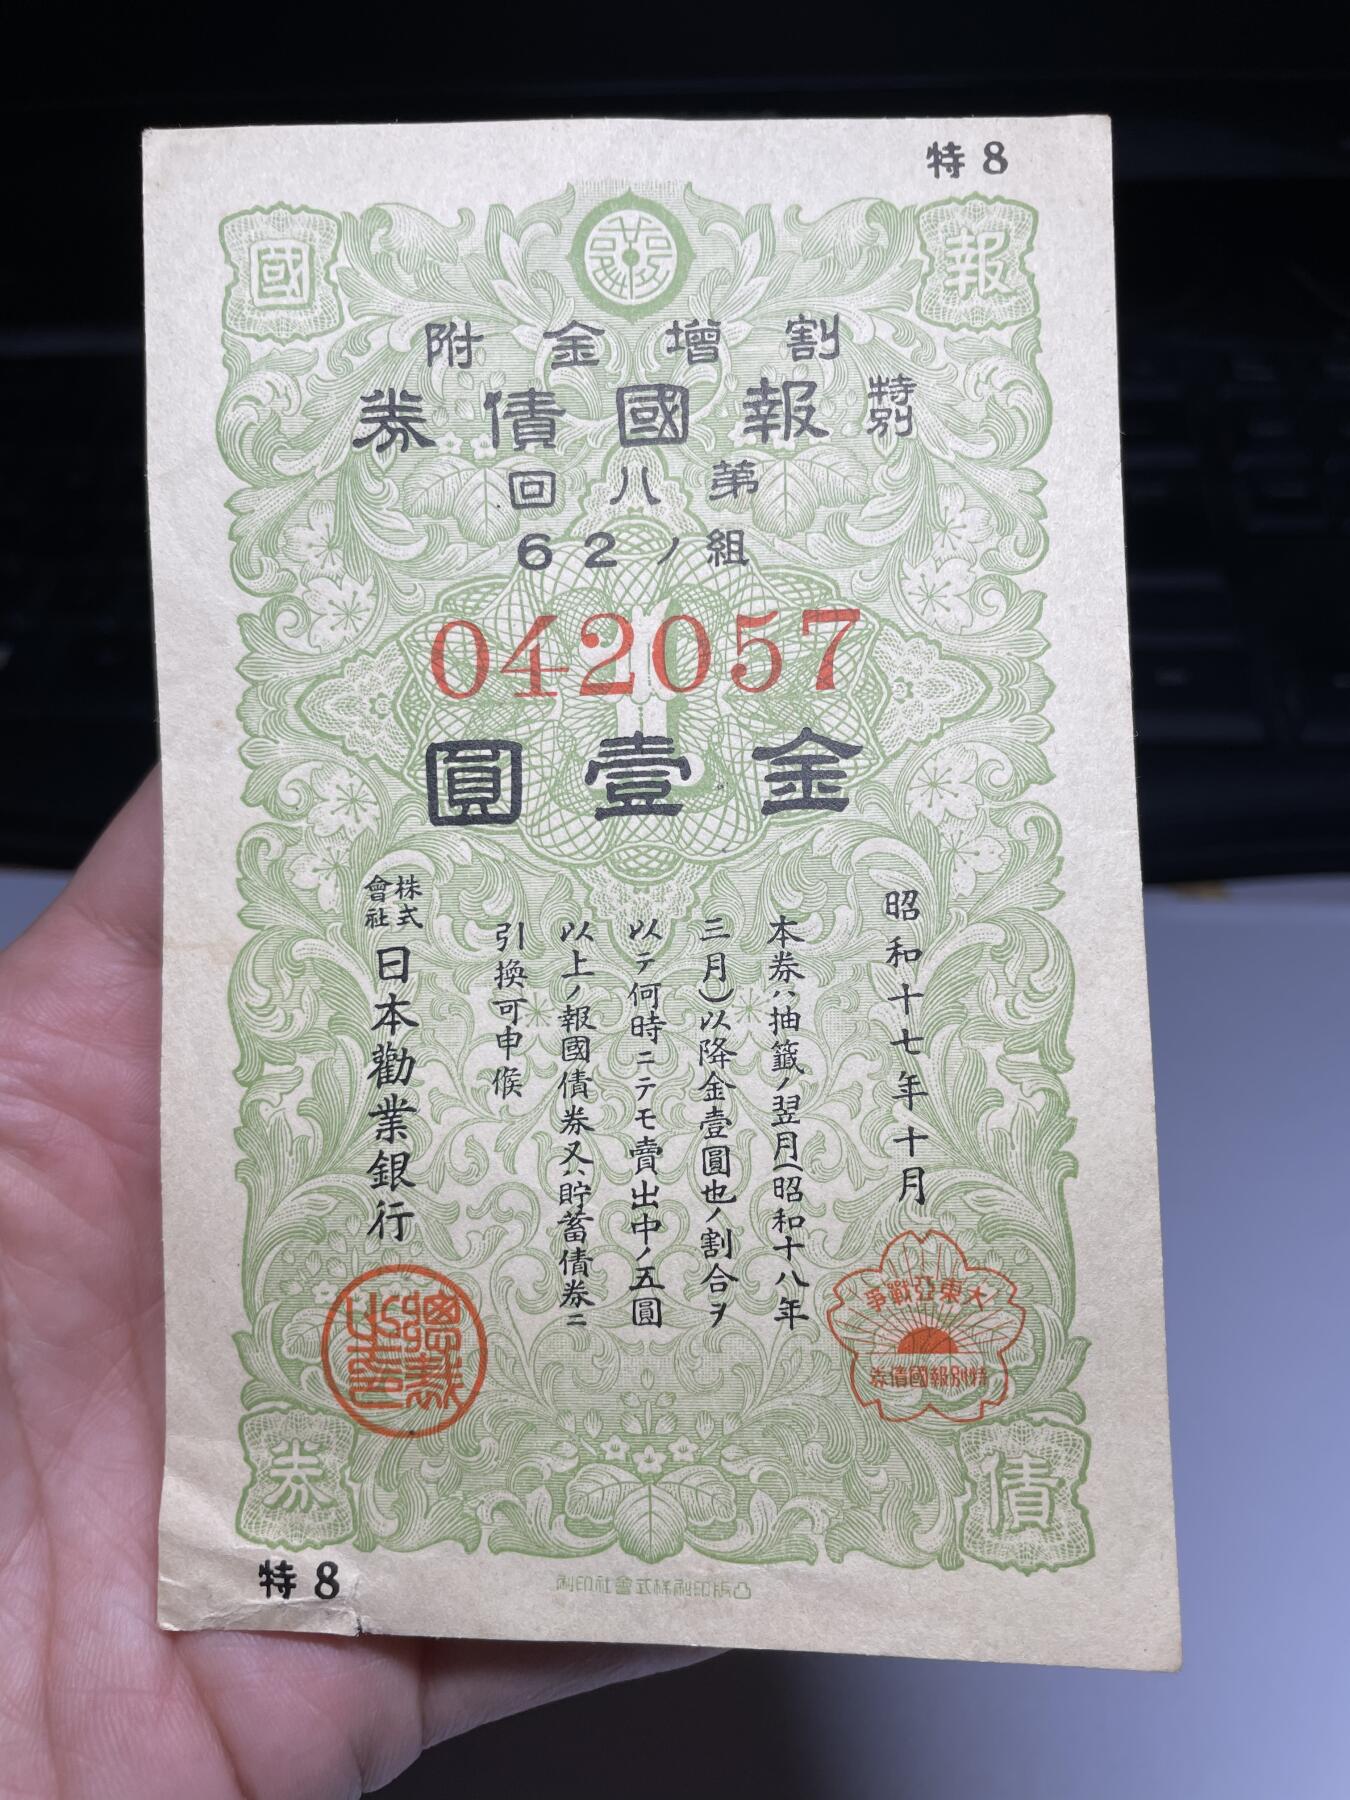 特8
報國債券
割增金附
特別報國債券
第八回
組ノ62
042057
金壹圓
昭和十七年十月
本券ハ抽籤ノ翌月(昭和十八年
三月)以降金壹圓也ノ割合ヲ
以テ何時ニテモ賣出中ノ五圓
以上ノ報國債券又ハ貯蓄債券ニ
引換可申候
株式會社日本勸業銀行
大東亞戰爭
特別報國債券
特8
凸版印刷株式會社印刷